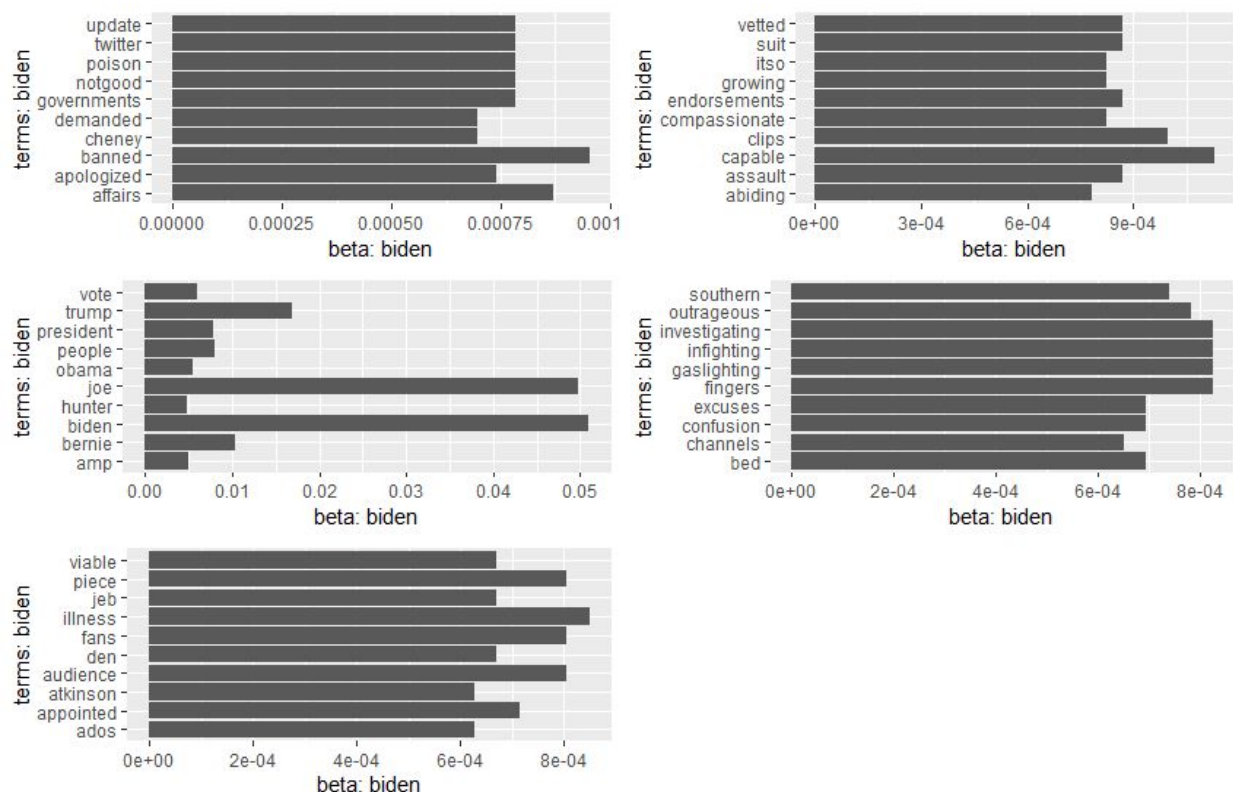 terms: biden
update
twitter
poison
notgood
governments
demanded
cheney
banned
apologized
affairs
0.00000 0.00025 0.00050 0.00075 0.001
beta: biden
terms: biden
vetted
suit
itso
growing
endorsements
compassionate
clips
capable
assault
abiding
0e+00 3e-04 6e-04 9e-04
beta: biden
terms: biden
vote
trump
president
people
obama
joe
hunter
biden
bernie
amp
0.00 0.01 0.02 0.03 0.04 0.05
beta: biden
terms: biden
southern
outrageous
investigating
infighting
gaslighting
fingers
excuses
confusion
channels
bed
0e+00 2e-04 4e-04 6e-04 8e-04
beta: biden
terms: biden
viable
piece
jeb
illness
fans
den
audience
atkinson
appointed
ados
0e+00 2e-04 4e-04 6e-04 8e-04
beta: biden